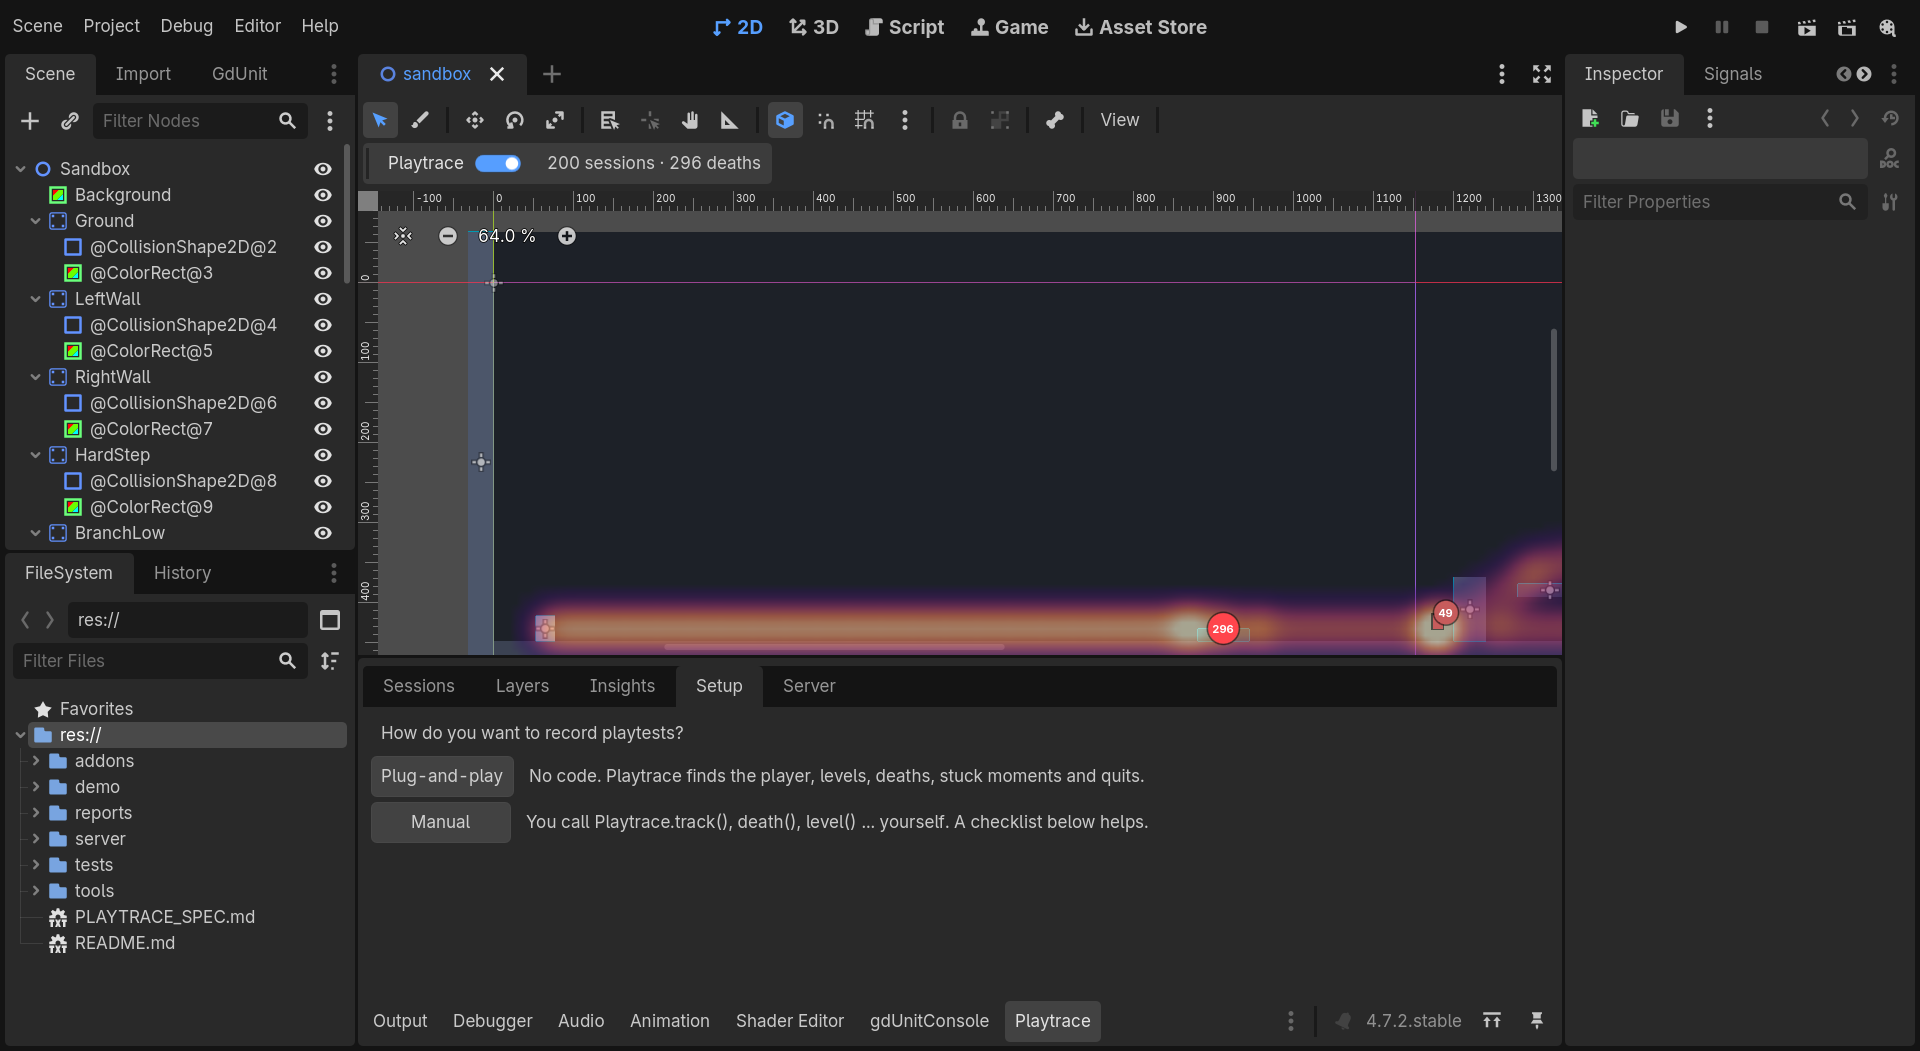 Scene Project Debug Editor Help
2D 3D Script Game Asset Store
Scene Import GdUnit
Filter Nodes
Sandbox
Background
Ground
@CollisionShape2D@2
@ColorRect@3
LeftWall
@CollisionShape2D@4
@ColorRect@5
RightWall
@CollisionShape2D@6
@ColorRect@7
HardStep
@CollisionShape2D@8
@ColorRect@9
BranchLow
FileSystem History
res://
Filter Files
Favorites
res://
addons
demo
reports
server
tests
tools
PLAYTRACE_SPEC.md
README.md
sandbox
View
Playtrace 200 sessions · 296 deaths
-100 0 100 200 300 400 500 600 700 800 900 1000 1100 1200 1300
64.0 %
0
100
200
300
400
49
296
Sessions Layers Insights Setup Server
How do you want to record playtests?
Plug-and-play No code. Playtrace finds the player, levels, deaths, stuck moments and quits.
Manual You call Playtrace.track(), death(), level() ... yourself. A checklist below helps.
Output Debugger Audio Animation Shader Editor gdUnitConsole Playtrace 4.7.2.stable
Inspector Signals
DOC
Filter Properties